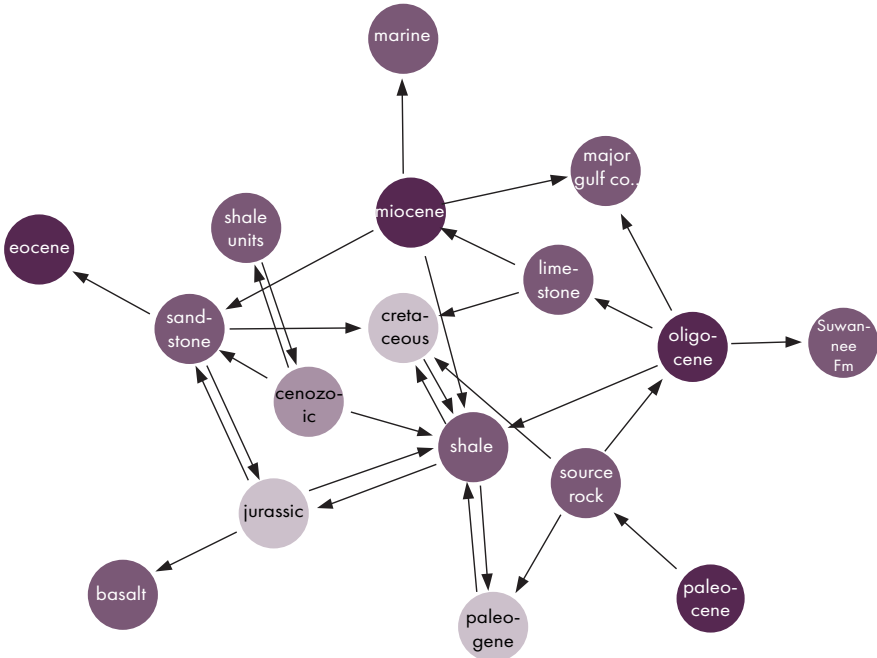 marine
major
gulf co..
miocene
shale
units
eocene
lime-
stone
sand-
stone
creta-
ceous
oligo-
cene
Suwan-
nee
Fm
cenozo-
ic
shale
source
rock
jurassic
basalt
paleo-
gene
paleo-
cene